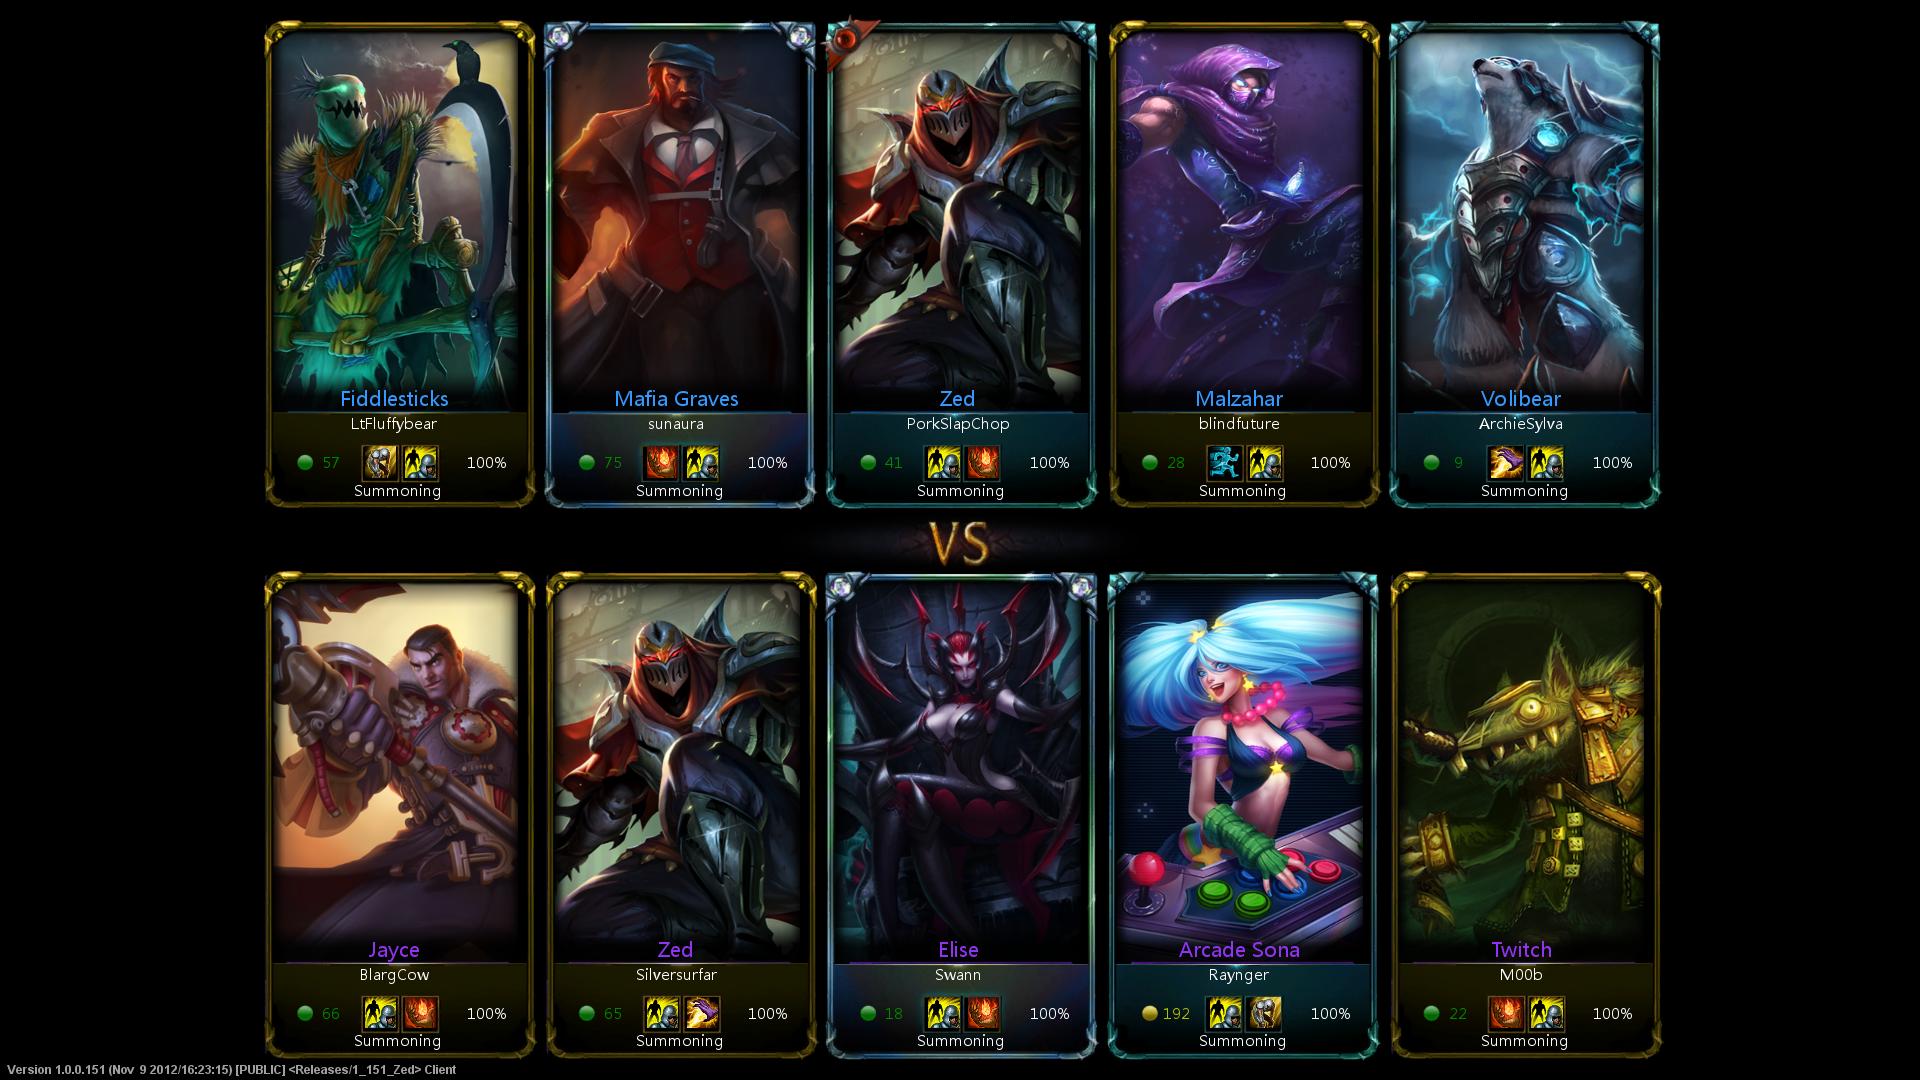 Fiddlesticks
LtFluffybear
57 100%
Summoning
Mafia Graves
sunaura
75 100%
Summoning
Zed
PorkSlapChop
41 100%
Summoning
Malzahar
blindfuture
28 100%
Summoning
Volibear
ArchieSylva
9 100%
Summoning
VS
Jayce
BlargCow
66 100%
Summoning
Zed
Silversurfar
65 100%
Summoning
Elise
Swann
18 100%
Summoning
Arcade Sona
Raynger
192 100%
Summoning
Twitch
M00b
22 100%
Summoning
Version 1.0.0.151 (Nov 9 2012/16:23:15) [PUBLIC] <Releases/1_151_Zed> Client